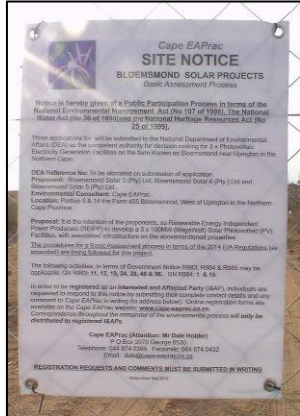 Cape EAPrac
SITE NOTICE
BLOEMSMOND SOLAR PROJECTS
Basic Assessment Process
Notice is hereby given of a Public Participation Process in terms of the
National Environmental Management Act (No 107 of 1998), The National
Water Act (No 36 of 1998)and the National Heritage Resources Act (No
25 of 1999).
Three applications for will be submitted to the National Department of Environmental
Affairs (DEA) as the competent authority for decision making for 3 x Photovoltaic
Electricity Generation Facilities on the farm Known as Bloemsmond near Upington in the
Northern Cape.
DEA Reference No: To be allocated on submission of application
Proponent: Bloemsmond Solar 3 (Pty) Ltd, Bloemsmond Solar 4 (Pty) Ltd and
Bloemsmond Solar 5 (Pty) Ltd.
Environmental Consultant: Cape EAPrac
Location: Portion 5 & 14 the Farm 455 Bloemsmond, West of Upington in the Northern
Cape Province.
Proposal: It is the intention of the proponents, as Renewable Energy Independent
Power Producers (REIPP) to develop a 3 x 100MW (MegaWatt) Solar Photovoltaic (PV)
Facilities, with associated infrastructure on the abovementioned properties
The procedures for a Basic Assessment process in terms of the 2014 EIA Regulations (as
amended) are being followed for this project.
The following activities, in terms of Government Notice R983, R984 & R985 may be
applicable: GN R983: 11, 12, 19, 24, 28, 48 & 56. GN R984: 1 & 15
In order to be registered as an Interested and Affected Party (I&AP), individuals are
requested to respond to this notice by submitting their complete contact details and any
comment to Cape EAPrac in writing (to address below). Online registration forms are
available on the Cape EAPrac website: www.cape-eaprac.co.za
Correspondence throughout the remainder of the environmental process will only be
distributed to registered I&APs.
Cape EAPrac (Attention: Mr Dale Holder)
P O Box 2070 George 6530
Telephone: 044 874 0365 Facsimile: 044 874 0432
Email: dale@cape-eaprac.co.za
REGISTRATION REQUESTS AND COMMENTS MUST BE SUBMITTED IN WRITING